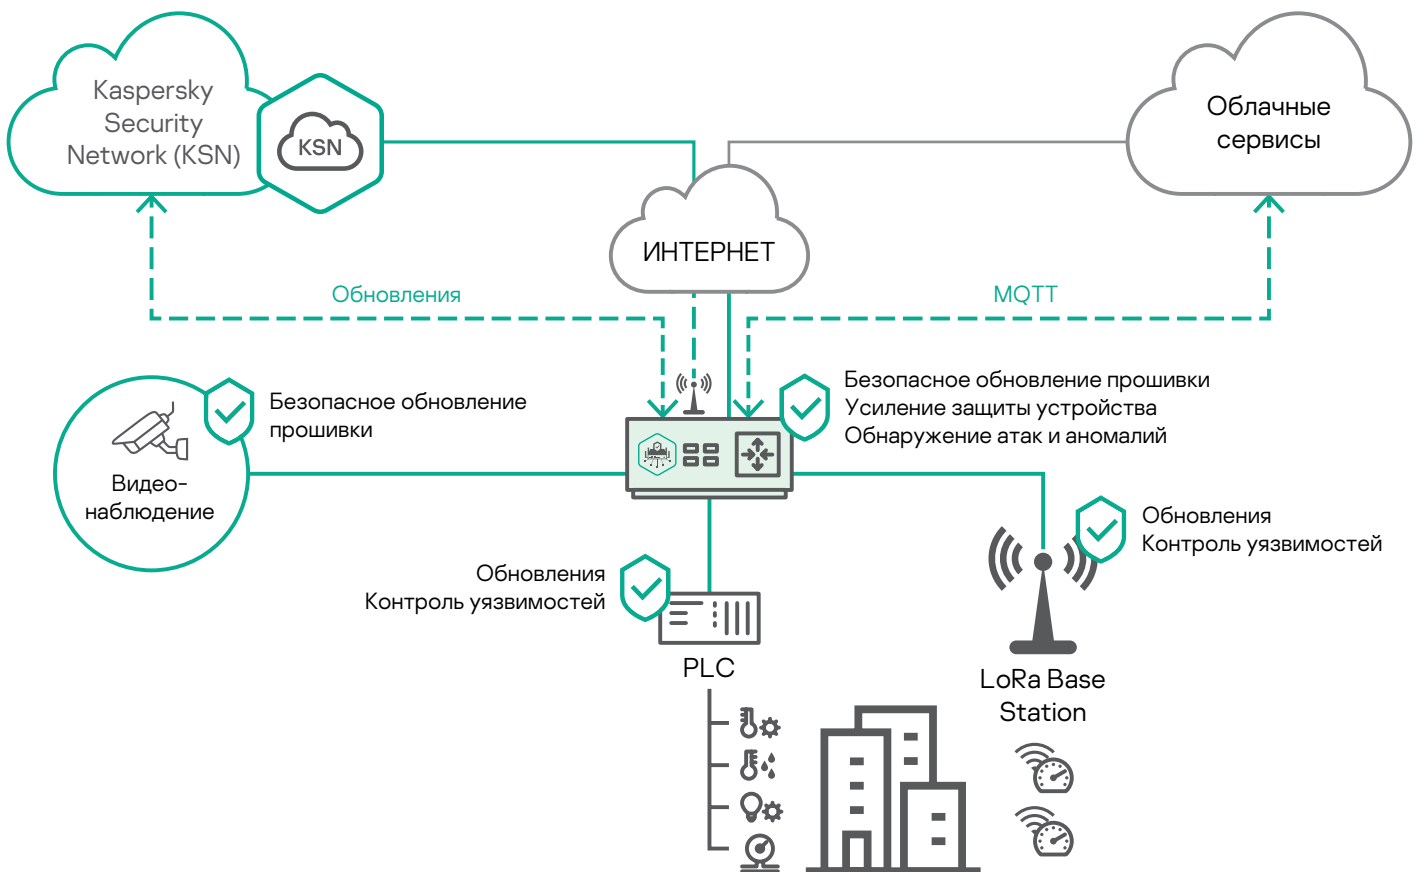 Kaspersky
Security
Network (KSN)
KSN
Облачные
сервисы
ИНТЕРНЕТ
Обновления
MQTT
Безопасное обновление
прошивки
Безопасное обновление прошивки
Усиление защиты устройства
Обнаружение атак и аномалий
Видео-
наблюдение
Обновления
Контроль уязвимостей
Обновления
Контроль уязвимостей
PLC
LoRa Base
Station